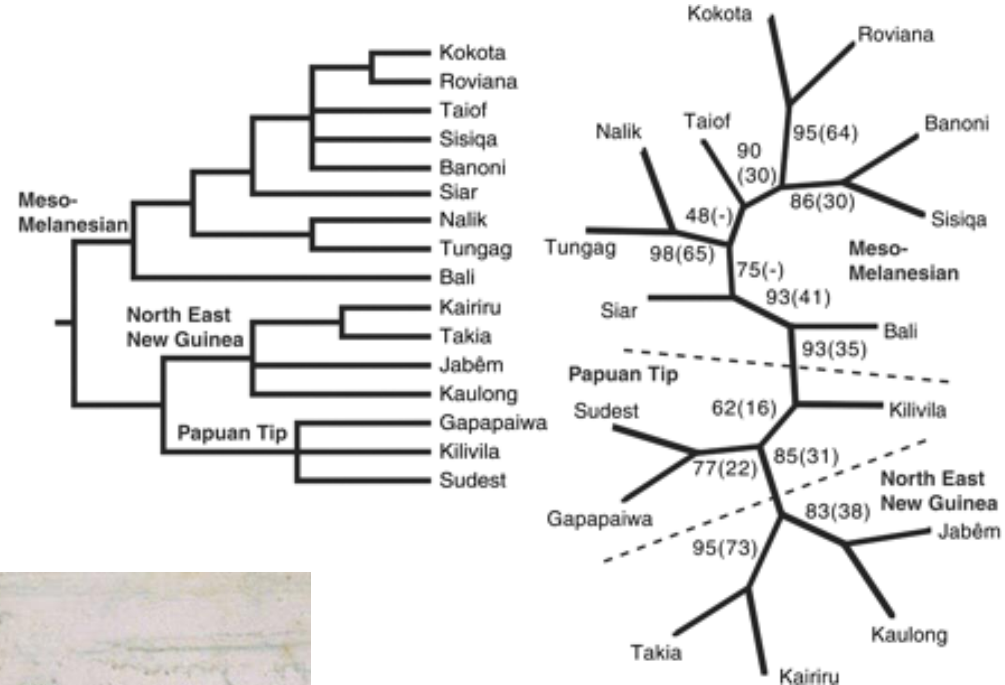 Kokota
Roviana
Taiof
Sisiqa
Banoni
Siar
Nalik
Tungag
Bali
Kairiru
Takia
Jabêm
Kaulong
Gapapaiwa
Kilivila
Sudest
Meso-
Melanesian
North East
New Guinea
Papuan Tip
Kokota
Roviana
Nalik
Taiof
Banoni
90
(30)
95(64)
86(30)
Sisiqa
48(-)
Tungag
98(65)
Meso-
Melanesian
75(-)
93(41)
Siar
Bali
93(35)
Papuan Tip
Sudest
62(16)
Kilivila
77(22)
85(31)
North East
New Guinea
Gapapaiwa
83(38)
Jabêm
95(73)
Kaulong
Takia
Kairiru